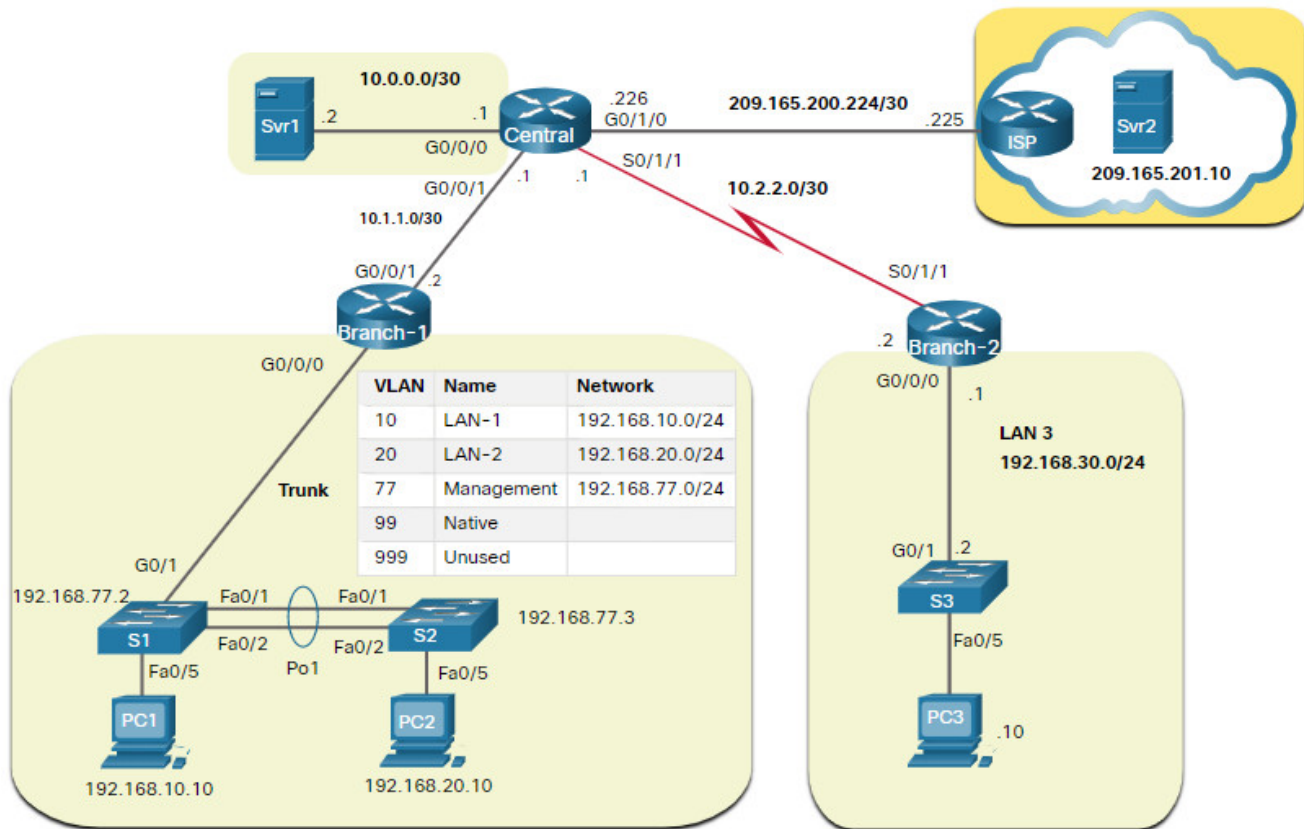 10.0.0.0/30
Svr1
.2
.1
G0/0/0
Central
.226
G0/1/0
209.165.200.224/30
.225
ISP
Svr2
209.165.201.10
G0/0/1
.1
.1
S0/1/1
10.2.2.0/30
10.1.1.0/30
G0/0/1
.2
Branch-1
S0/1/1
Branch-2
.2
G0/0/0
.1
LAN 3
192.168.30.0/24
G0/0/0
VLAN Name Network
10 LAN-1 192.168.10.0/24
20 LAN-2 192.168.20.0/24
77 Management 192.168.77.0/24
99 Native
999 Unused
Trunk
G0/1
192.168.77.2
Fa0/1 Fa0/1
S1
S2
192.168.77.3
Fa0/2 Fa0/2
Po1
Fa0/5
Fa0/5
PC1
PC2
192.168.10.10
192.168.20.10
G0/1
.2
S3
Fa0/5
PC3
.10